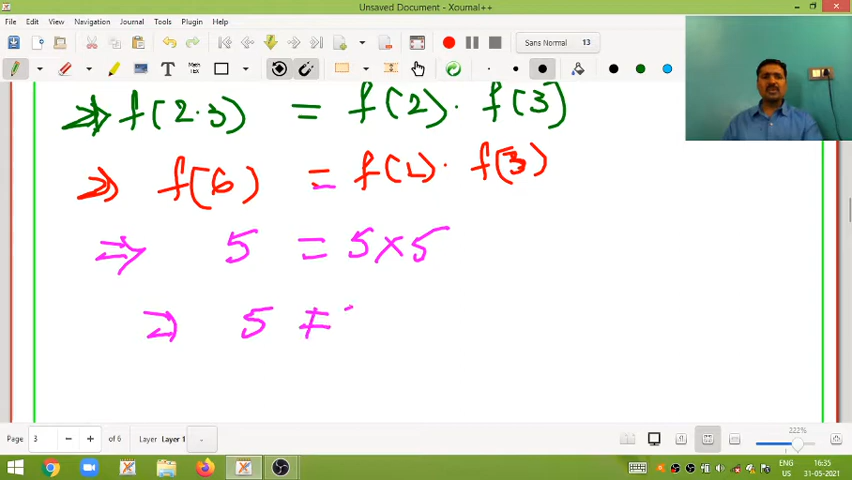 Unsaved Document - Xournal++
File Edit View Navigation Journal Tools Plugin Help
Sans Normal 13
T Math TEX
⇒ f(2·3) = f(2)· f(3)
⇒ f(6) = f(2)· f(3)
⇒ 5 = 5×5
⇒ 5 ≠
Page 3 of 6 Layer Layer 1
222%
ENG 16:35
US 31-05-2021